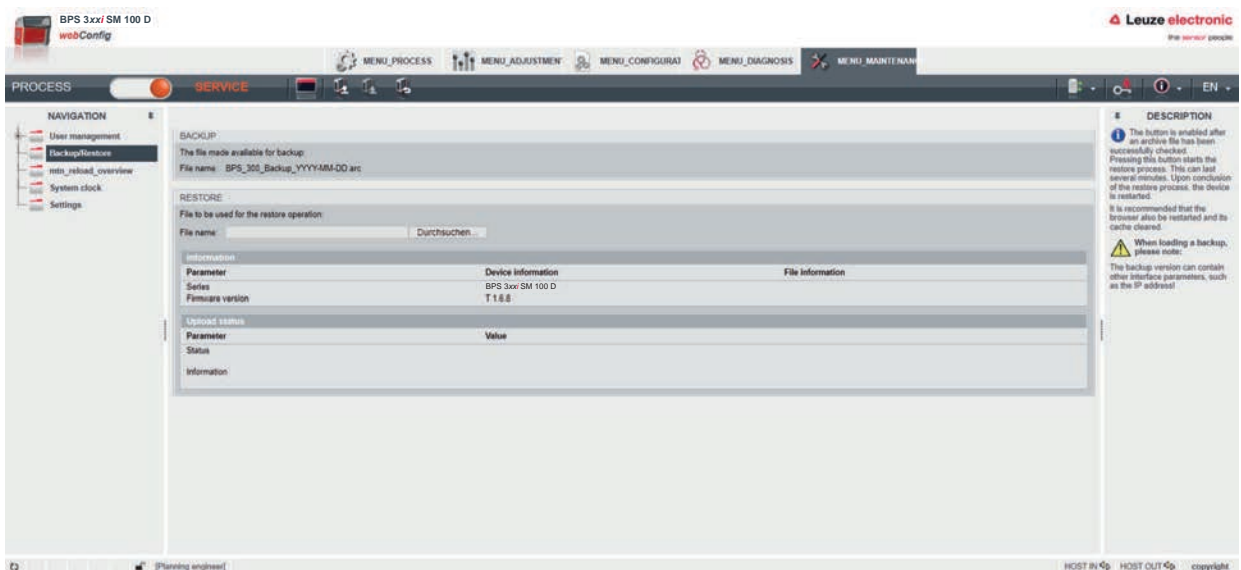 BPS 3xxi SM 100 D
webConfig
Leuze electronic
the sensor people
MENU_PROCESS
MENU_ADJUSTMEN
MENU_CONFIGURAT
MENU_DIAGNOSIS
MENU_MAINTENAN
PROCESS
SERVICE
EN
NAVIGATION
User management
Backup/Restore
mtn_reload_overview
System clock
Settings
BACKUP
The file made available for backup:
File name: BPS_300_Backup_YYYY-MM-DD.arc
RESTORE
File to be used for the restore operation:
File name: Durchsuchen...
Information
Parameter Device information File information
Series BPS 3xxi SM 100 D
Firmware version T 1.6.8
Upload status
Parameter Value
Status
Information
DESCRIPTION
The button is enabled after
an archive file has been
successfully checked.
Pressing this button starts the
restore process. This can last
several minutes. Upon conclusion
of the restore process, the device
is restarted.
It is recommended that the
browser also be restarted and its
cache cleared.
When loading a backup,
please note:
The backup version can contain
other interface parameters, such
as the IP address!
[Planning engineer]
HOST IN HOST OUT copyright